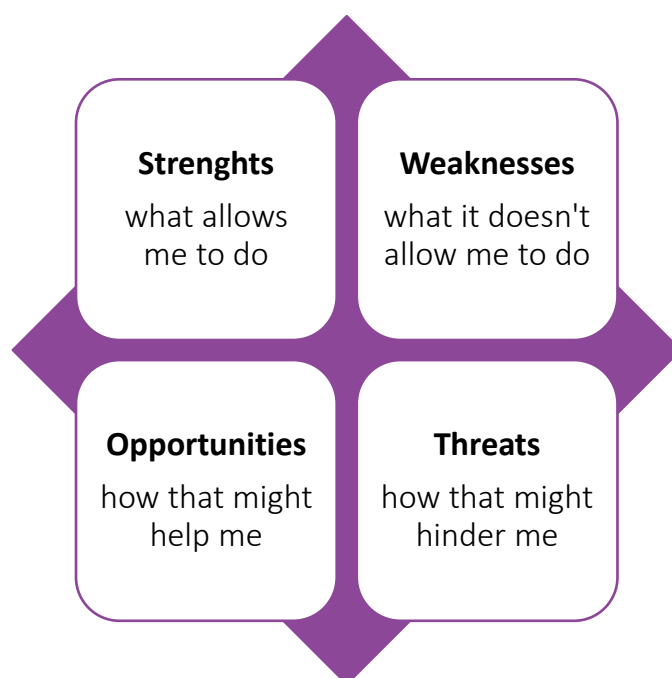 Strenghts
what allows
me to do
Weaknesses
what it doesn't
allow me to do
Opportunities
how that might
help me
Threats
how that might
hinder me